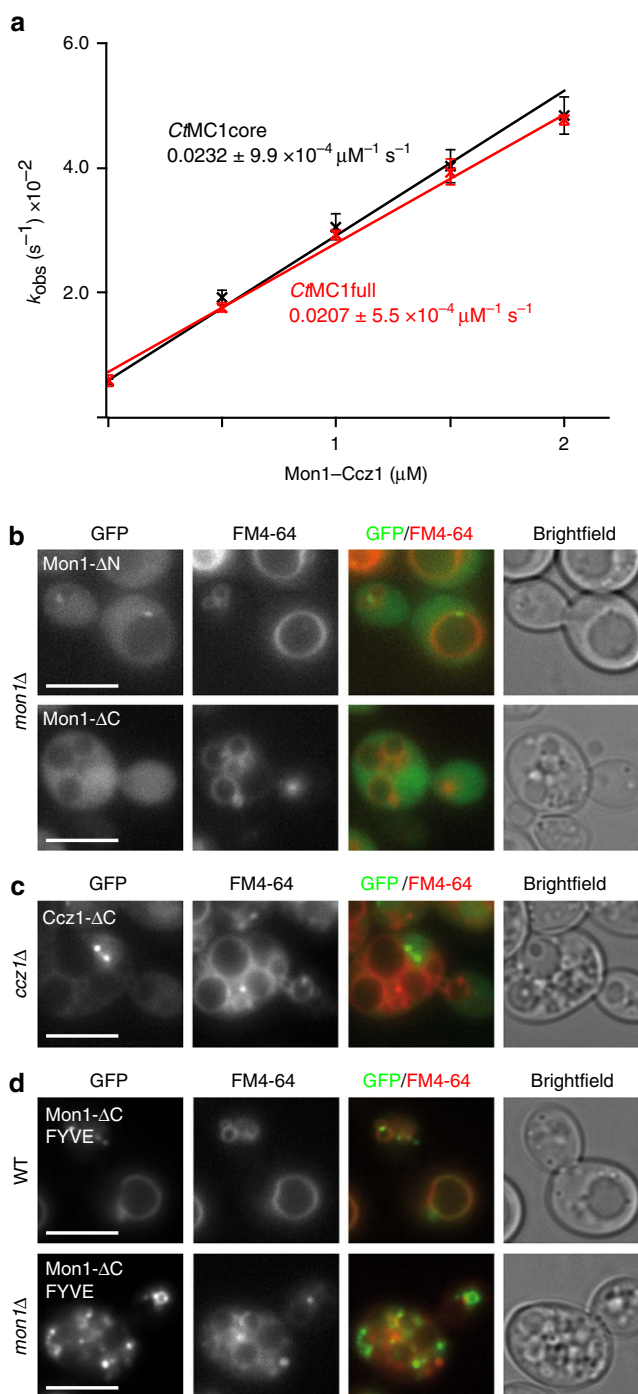 a
6.0
4.0
2.0
k_obs (s⁻¹) ×10⁻²
CtMC1core
0.0232 ± 9.9 ×10⁻⁴ μM⁻¹ s⁻¹
CtMC1full
0.0207 ± 5.5 ×10⁻⁴ μM⁻¹ s⁻¹
1
2
Mon1–Ccz1 (μM)
b
GFP
FM4-64
GFP/FM4-64
Brightfield
mon1Δ
Mon1-ΔN
Mon1-ΔC
c
GFP
FM4-64
GFP /FM4-64
Brightfield
ccz1Δ
Ccz1-ΔC
d
GFP
FM4-64
GFP/FM4-64
Brightfield
WT
Mon1-ΔC
FYVE
mon1Δ
Mon1-ΔC
FYVE